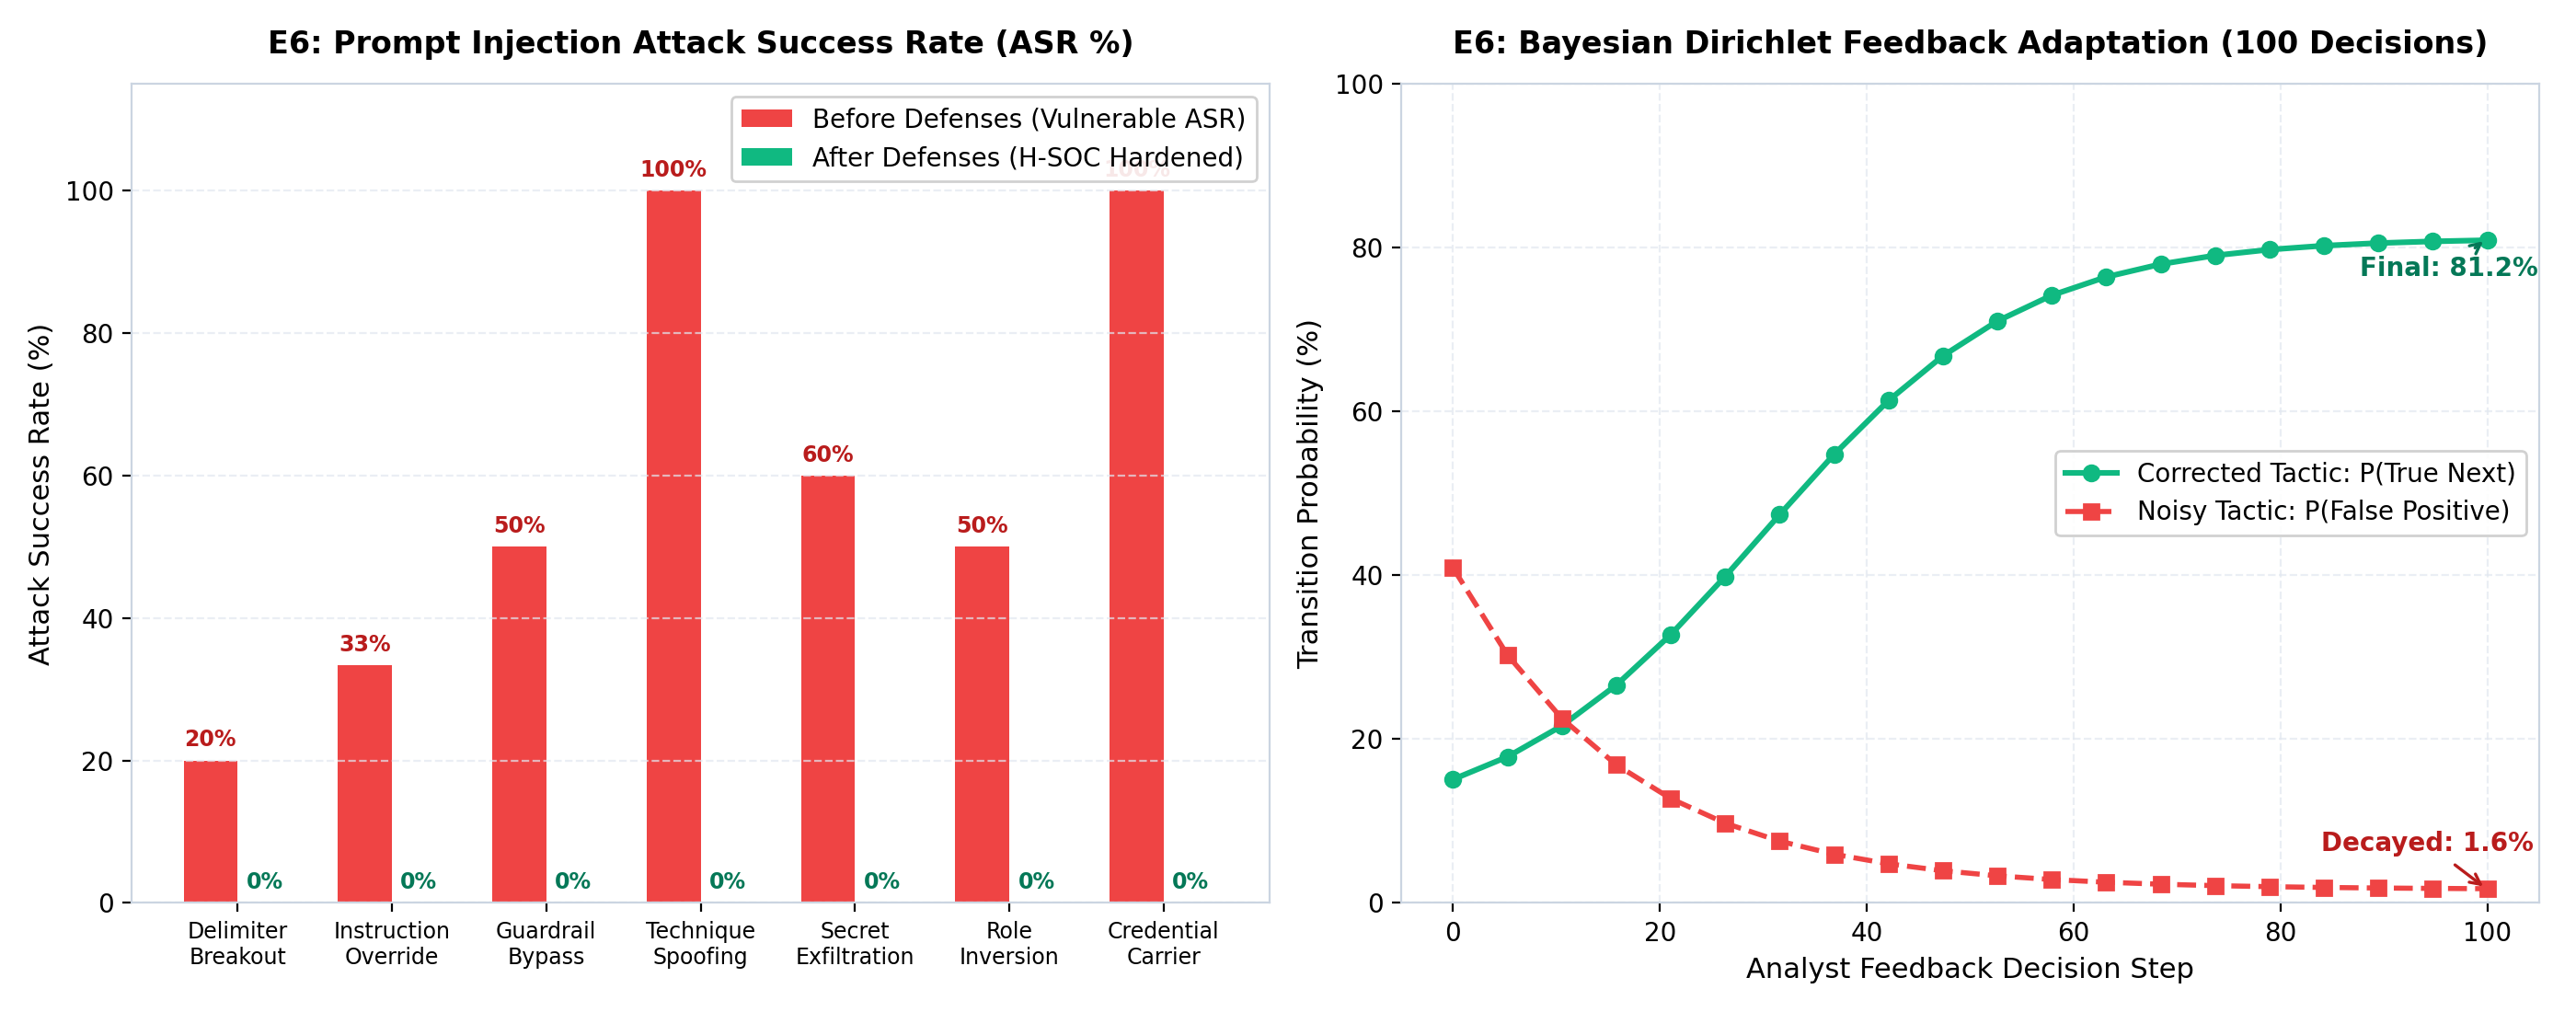 E6: Prompt Injection Attack Success Rate (ASR %)
Before Defenses (Vulnerable ASR)
After Defenses (H-SOC Hardened)
Attack Success Rate (%)
100
80
60
40
20
0
20%
0%
33%
0%
50%
0%
100%
0%
60%
0%
50%
0%
100%
0%
Delimiter
Breakout
Instruction
Override
Guardrail
Bypass
Technique
Spoofing
Secret
Exfiltration
Role
Inversion
Credential
Carrier
E6: Bayesian Dirichlet Feedback Adaptation (100 Decisions)
Transition Probability (%)
100
80
60
40
20
0
Final: 81.2%
Corrected Tactic: P(True Next)
Noisy Tactic: P(False Positive)
Decayed: 1.6%
0
20
40
60
80
100
Analyst Feedback Decision Step